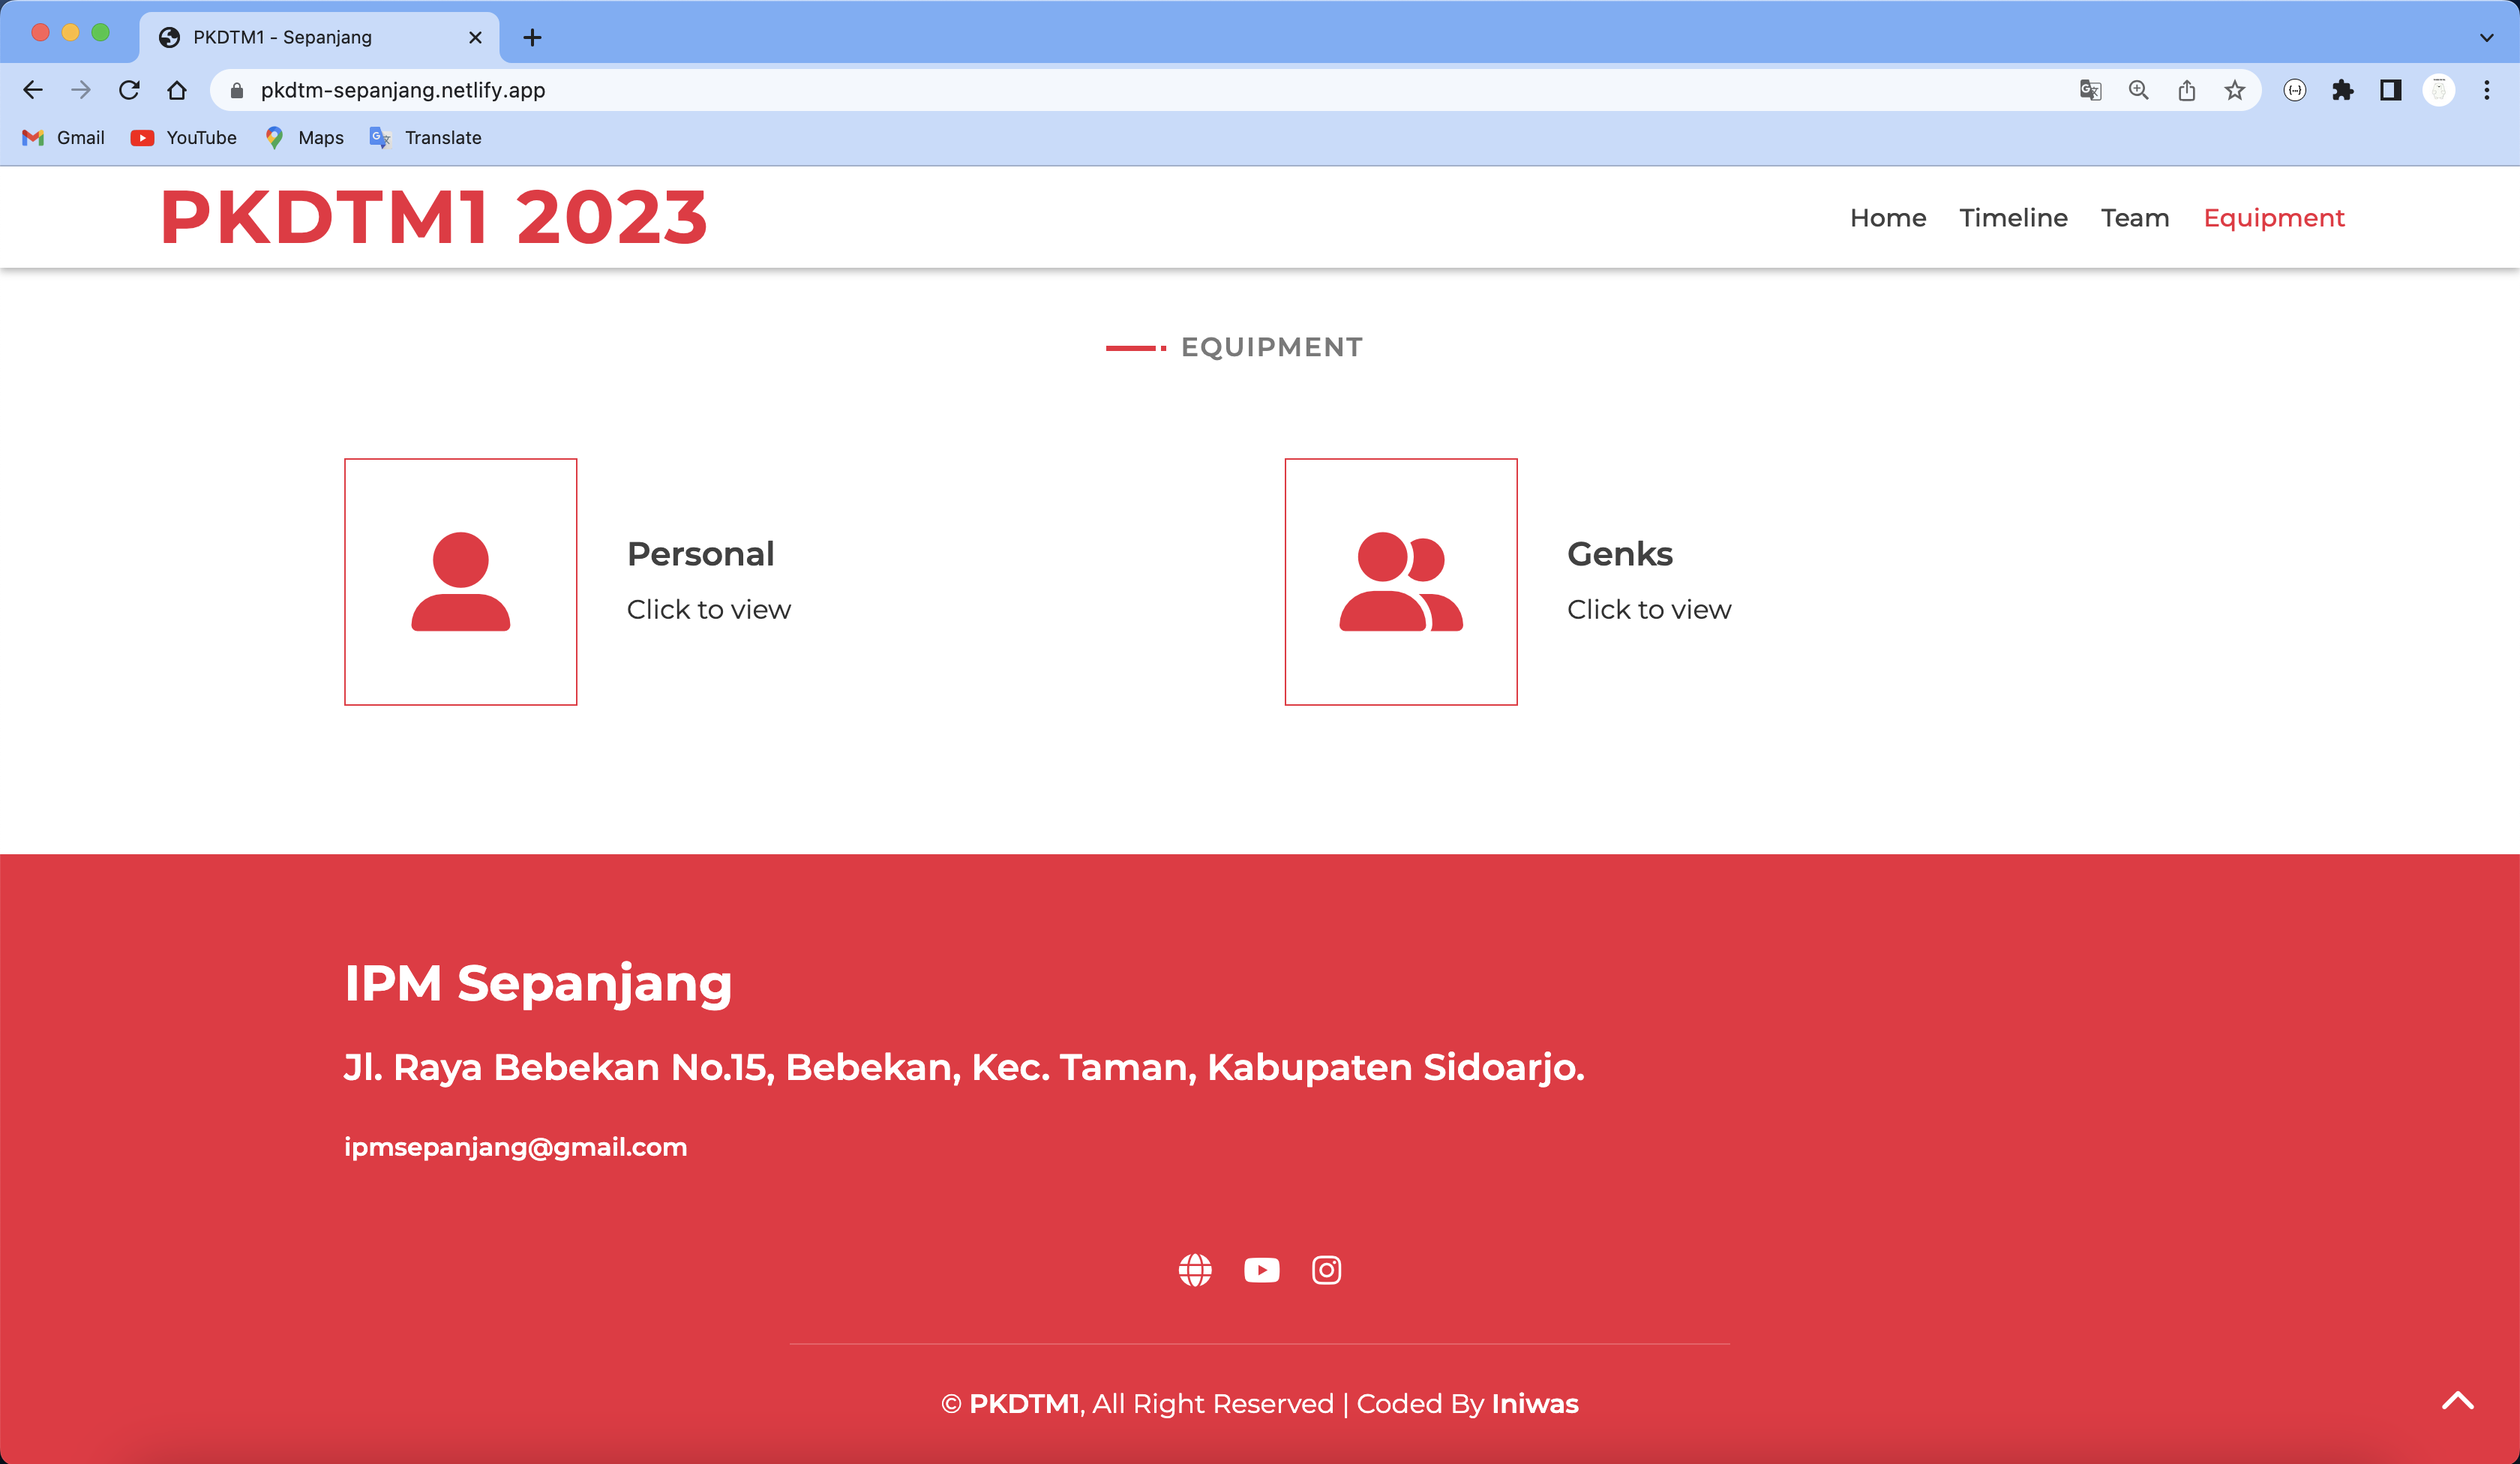 PKDTM1 - Sepanjang
pkdtm-sepanjang.netlify.app
Gmail YouTube Maps Translate
PKDTM1 2023
Home Timeline Team Equipment
EQUIPMENT
Personal
Click to view
Genks
Click to view
IPM Sepanjang
Jl. Raya Bebekan No.15, Bebekan, Kec. Taman, Kabupaten Sidoarjo.
ipmsepanjang@gmail.com
© PKDTM1, All Right Reserved | Coded By Iniwas